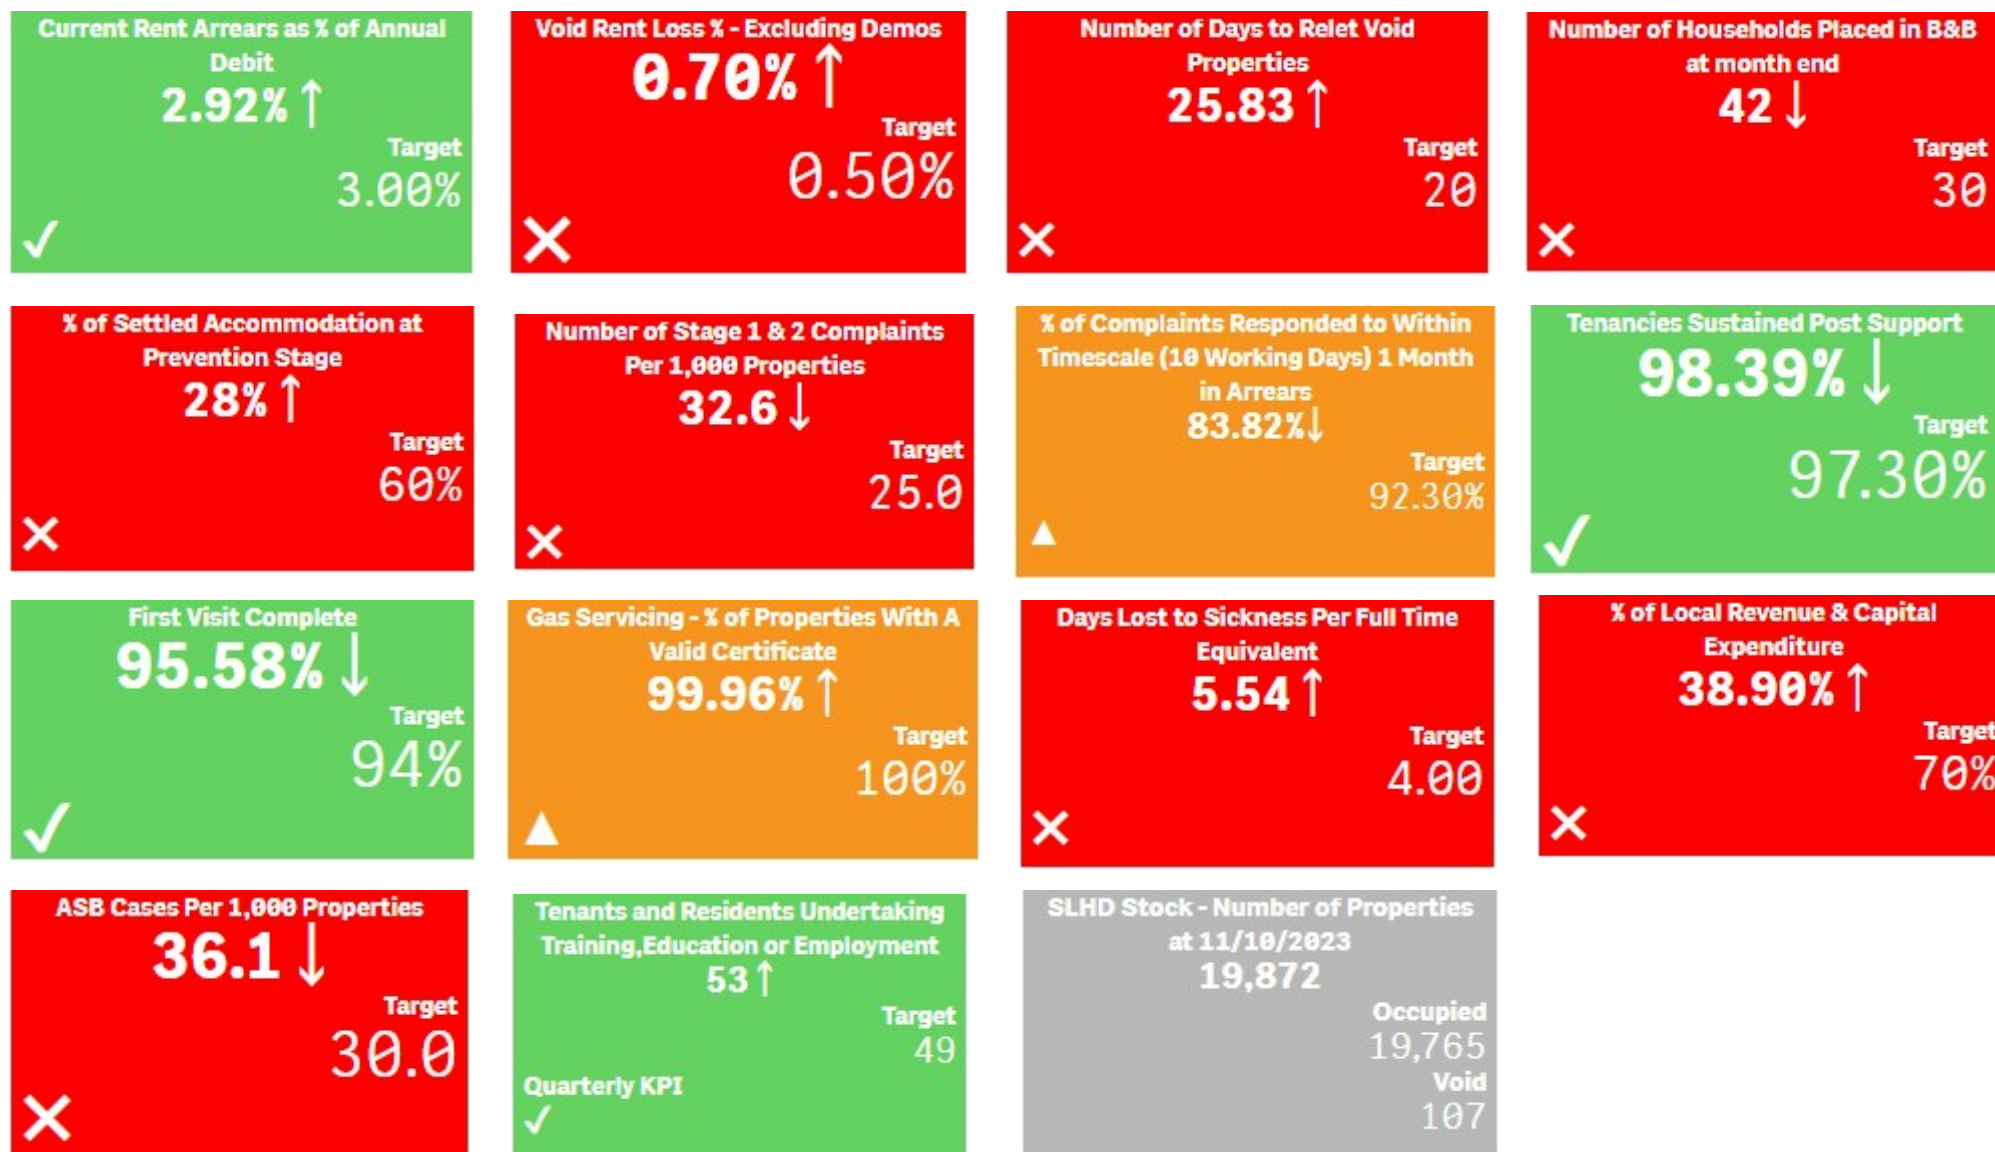 Current Rent Arrears as % of Annual
Debit
2.92% ↑
Target
3.00%
✓
Void Rent Loss % - Excluding Demos
0.70% ↑
Target
0.50%
✕
Number of Days to Relet Void
Properties
25.83 ↑
Target
20
✕
Number of Households Placed in B&B
at month end
42 ↓
Target
30
✕
% of Settled Accommodation at
Prevention Stage
28% ↑
Target
60%
✕
Number of Stage 1 & 2 Complaints
Per 1,000 Properties
32.6 ↓
Target
25.0
✕
% of Complaints Responded to Within
Timescale (10 Working Days) 1 Month
in Arrears
83.82%↓
Target
92.30%
▲
Tenancies Sustained Post Support
98.39% ↓
Target
97.30%
✓
First Visit Complete
95.58% ↓
Target
94%
✓
Gas Servicing - % of Properties With A
Valid Certificate
99.96% ↑
Target
100%
▲
Days Lost to Sickness Per Full Time
Equivalent
5.54 ↑
Target
4.00
✕
% of Local Revenue & Capital
Expenditure
38.90% ↑
Target
70%
✕
ASB Cases Per 1,000 Properties
36.1 ↓
Target
30.0
✕
Tenants and Residents Undertaking
Training,Education or Employment
53 ↑
Target
49
Quarterly KPI
✓
SLHD Stock - Number of Properties
at 11/10/2023
19,872
Occupied
19,765
Void
107